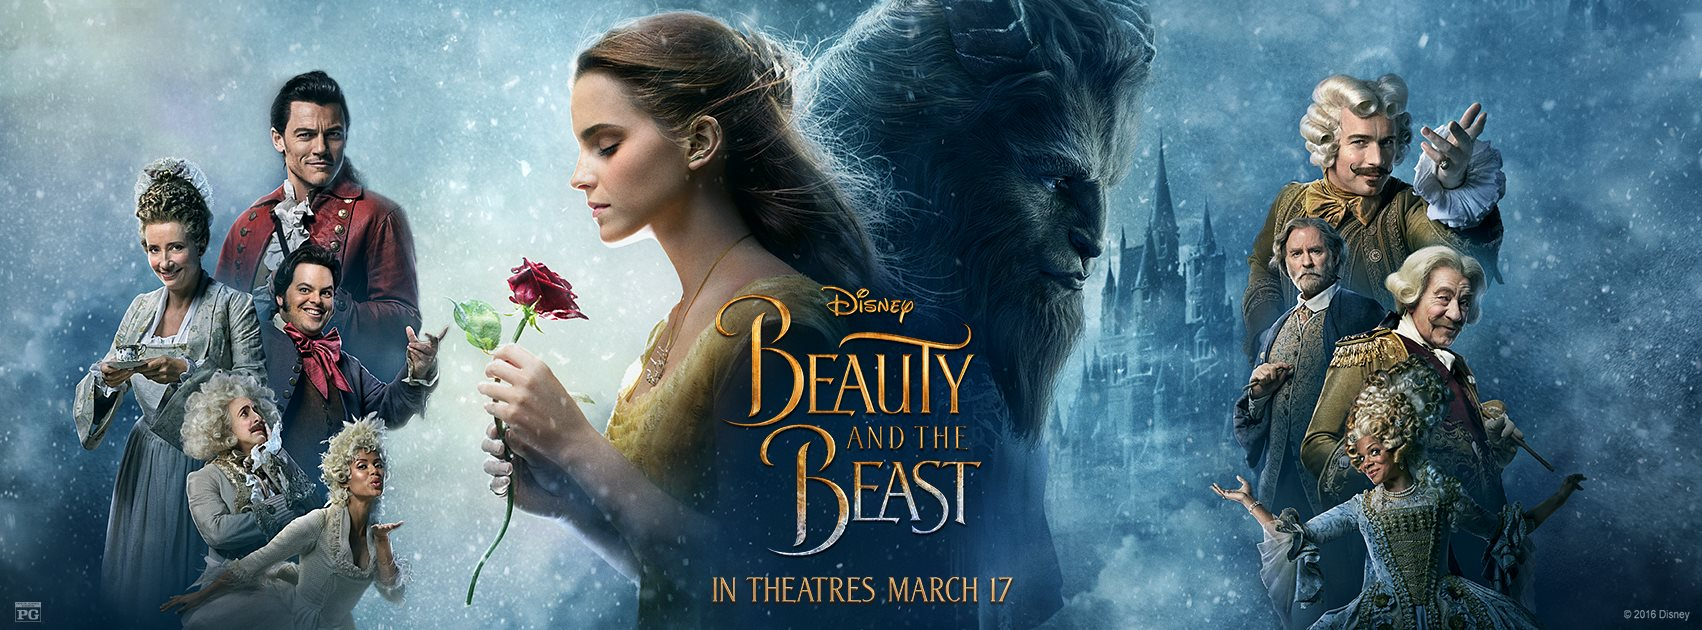 Disney
BEAUTY
AND THE
BEAST
IN THEATRES MARCH 17
PG
© 2016 Disney